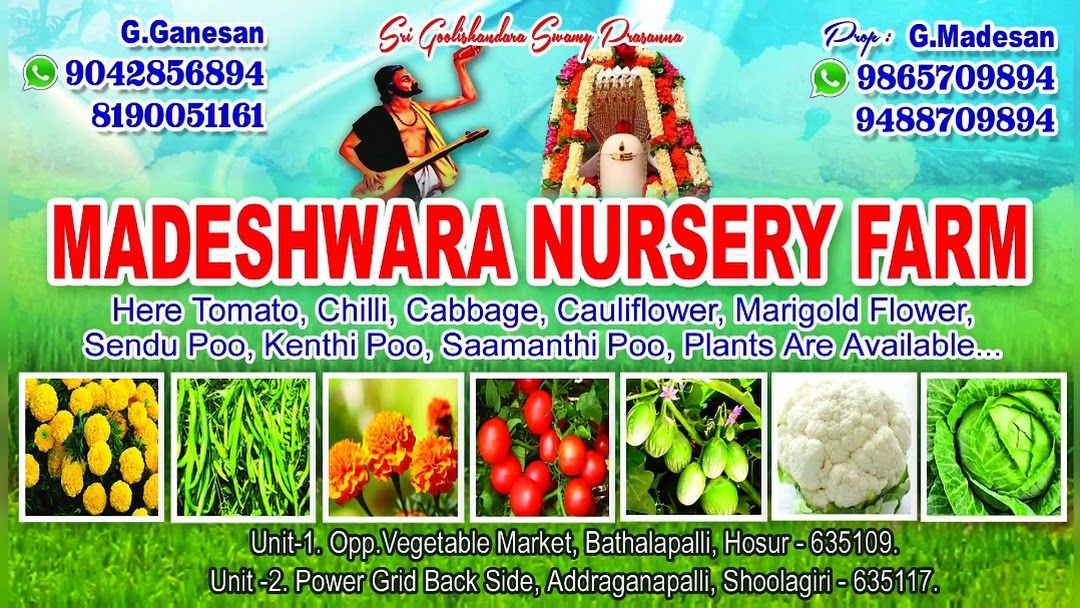 G.Ganesan
9042856894
8190051161
Sri Goolishandara Swamy Prasanna
Prop : G.Madesan
9865709894
9488709894
MADESHWARA NURSERY FARM
Here Tomato, Chilli, Cabbage, Cauliflower, Marigold Flower,
Sendu Poo, Kenthi Poo, Saamanthi Poo, Plants Are Available...
Unit-1. Opp.Vegetable Market, Bathalapalli, Hosur - 635109.
Unit -2. Power Grid Back Side, Addraganapalli, Shoolagiri - 635117.